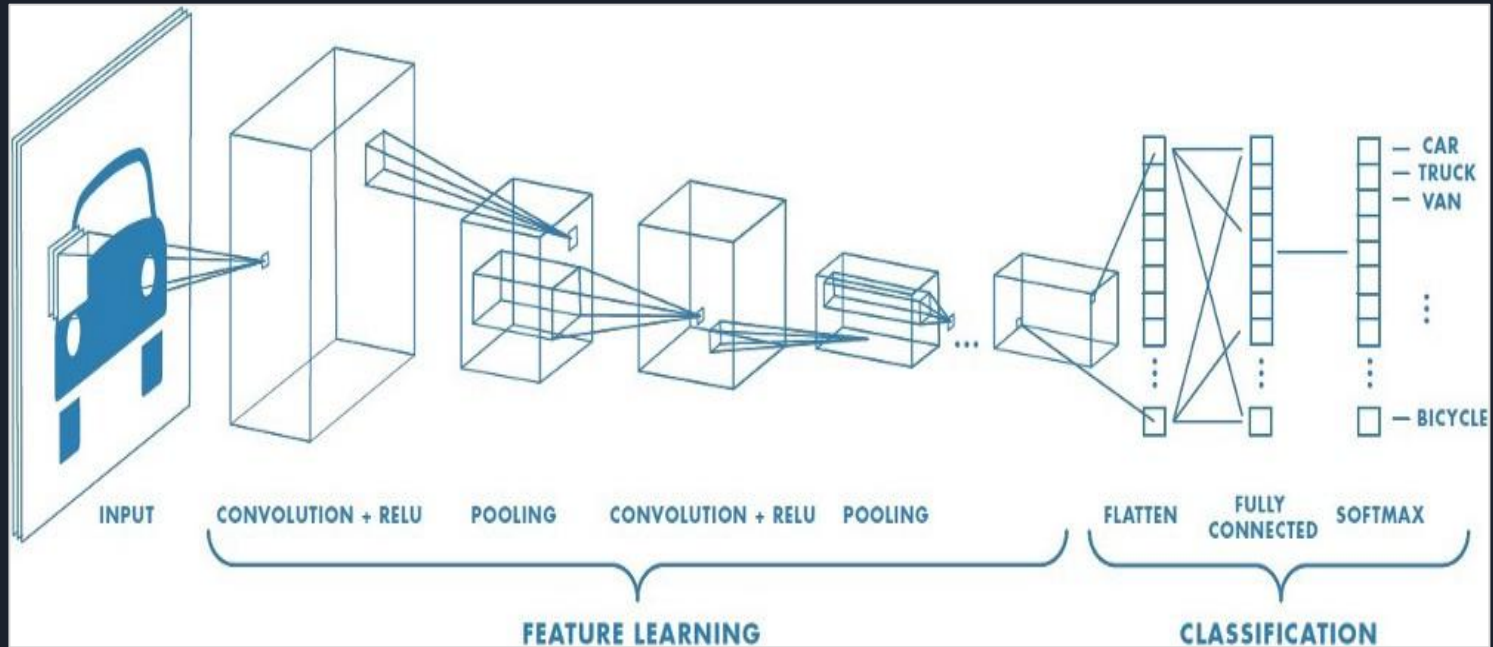 CAR
TRUCK
VAN
BICYCLE
INPUT
CONVOLUTION + RELU
POOLING
CONVOLUTION + RELU
POOLING
FLATTEN
FULLY
CONNECTED
SOFTMAX
FEATURE LEARNING
CLASSIFICATION